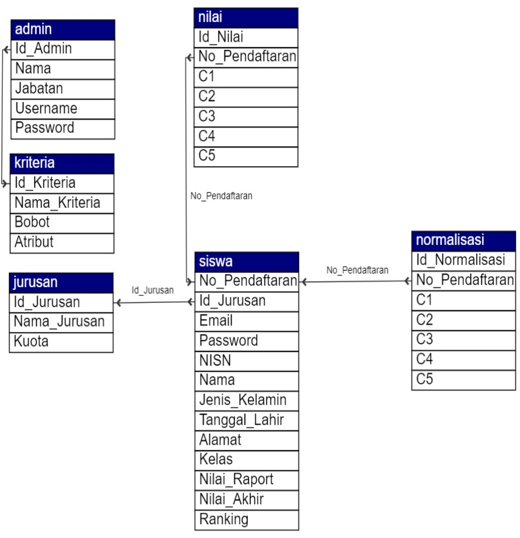 admin
Id_Admin
Nama
Jabatan
Username
Password
kriteria
Id_Kriteria
Nama_Kriteria
Bobot
Atribut
jurusan
Id_Jurusan
Nama_Jurusan
Kuota
nilai
Id_Nilai
No_Pendaftaran
C1
C2
C3
C4
C5
No_Pendaftaran
Id_Jurusan
siswa
No_Pendaftaran
Id_Jurusan
Email
Password
NISN
Nama
Jenis_Kelamin
Tanggal_Lahir
Alamat
Kelas
Nilai_Raport
Nilai_Akhir
Ranking
No_Pendaftaran
normalisasi
Id_Normalisasi
No_Pendaftaran
C1
C2
C3
C4
C5